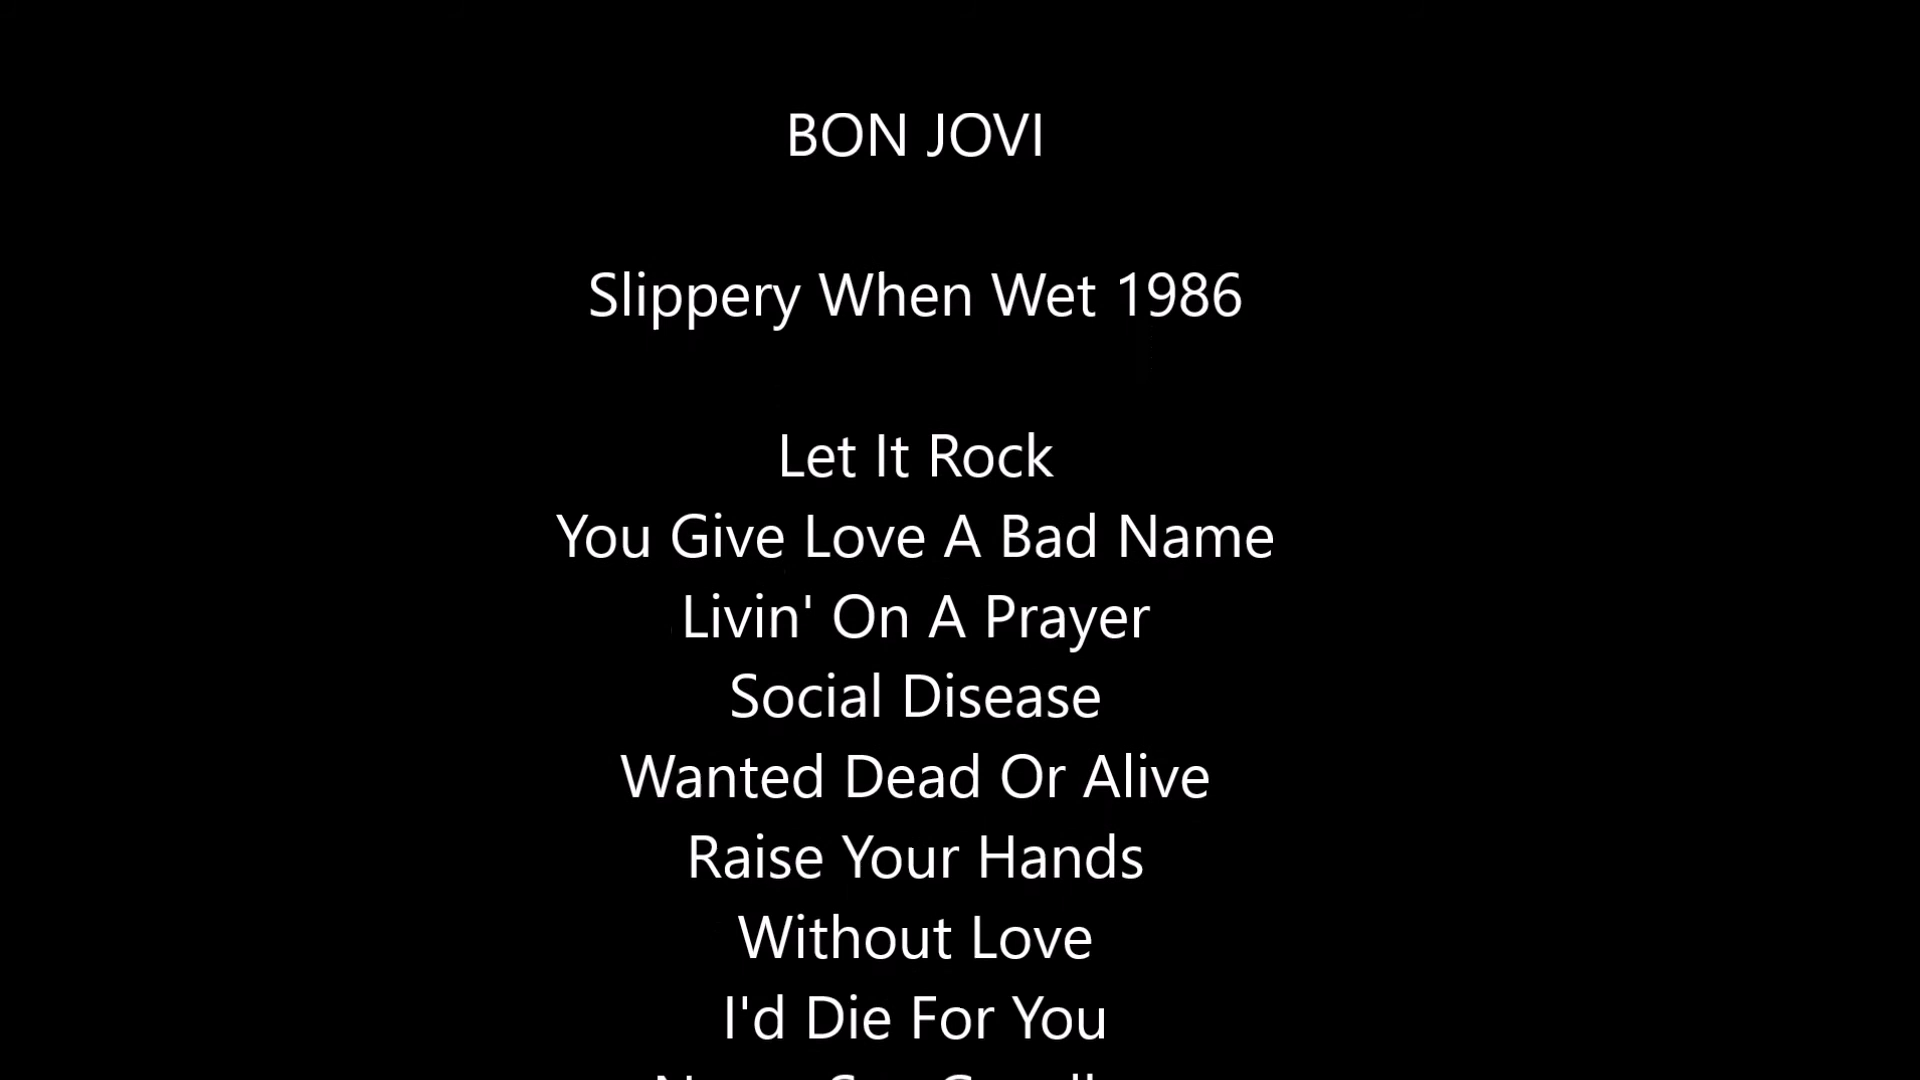 BON JOVI
Slippery When Wet 1986
Let It Rock
You Give Love A Bad Name
Livin' On A Prayer
Social Disease
Wanted Dead Or Alive
Raise Your Hands
Without Love
I'd Die For You